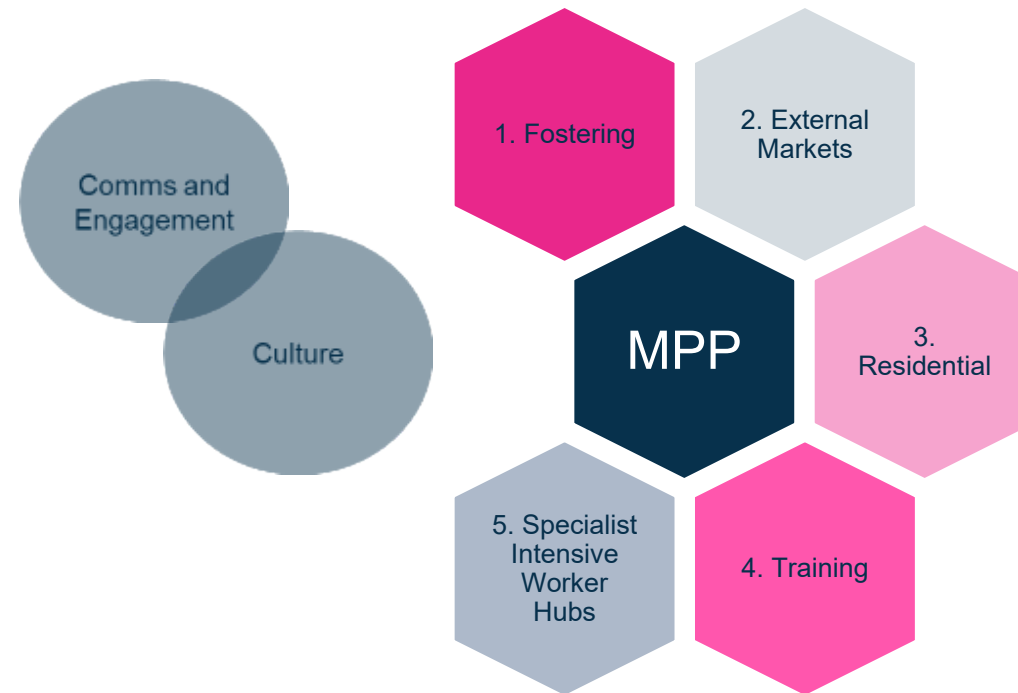 Comms and
Engagement
Culture
1. Fostering
2. External
Markets
MPP
3.
Residential
5. Specialist
Intensive
Worker
Hubs
4. Training